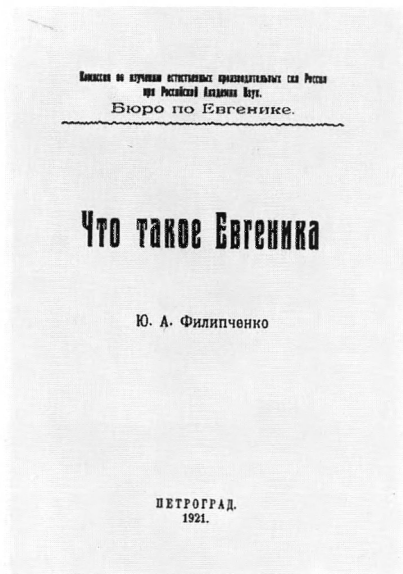 Комиссия по изучению естественных производительных сил России
при Российской Академии Наук.
Бюро по Евгенике.
Что такое Евгеника
Ю. А. Филипченко
ПЕТРОГРАД.
1921.